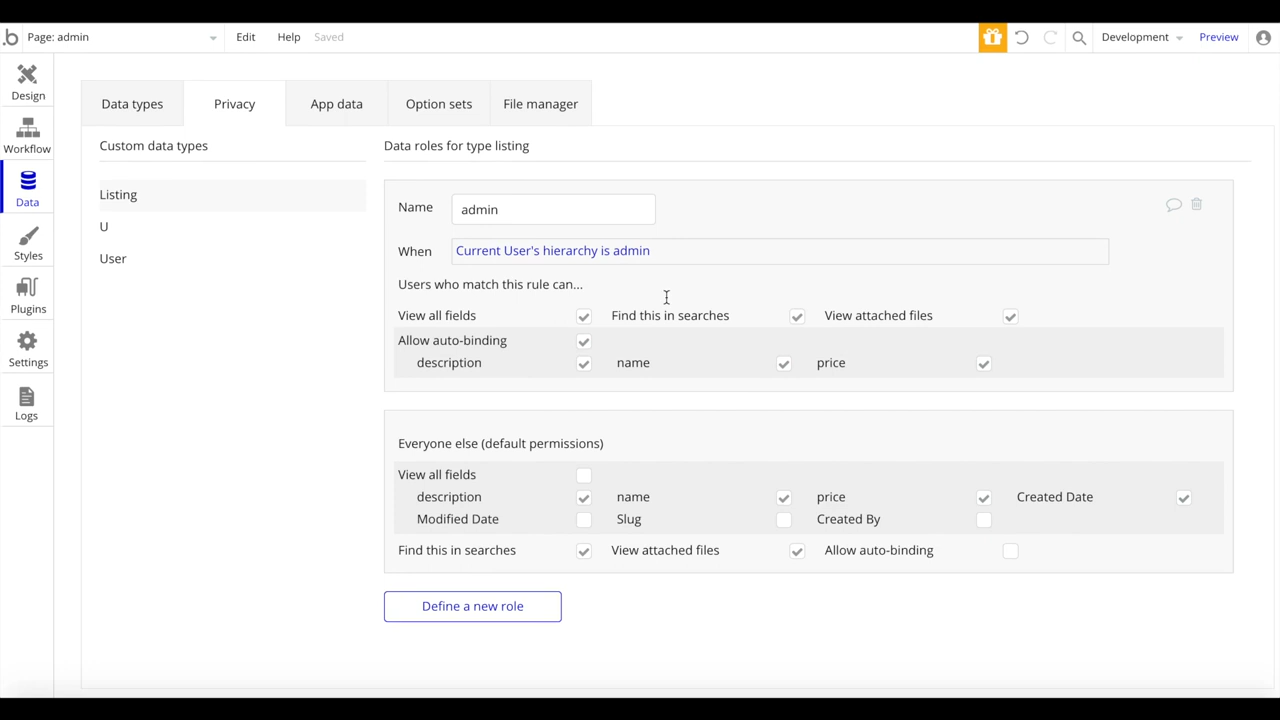 .b Page: admin Edit Help Saved Development Preview
Design
Workflow
Data
Styles
Plugins
Settings
Logs
Data types Privacy App data Option sets File manager
Custom data types
Listing
U
User
Data roles for type listing
Name admin
When Current User's hierarchy is admin
Users who match this rule can...
View all fields Find this in searches View attached files
Allow auto-binding
description name price
Everyone else (default permissions)
View all fields
description name price Created Date
Modified Date Slug Created By
Find this in searches View attached files Allow auto-binding
Define a new role